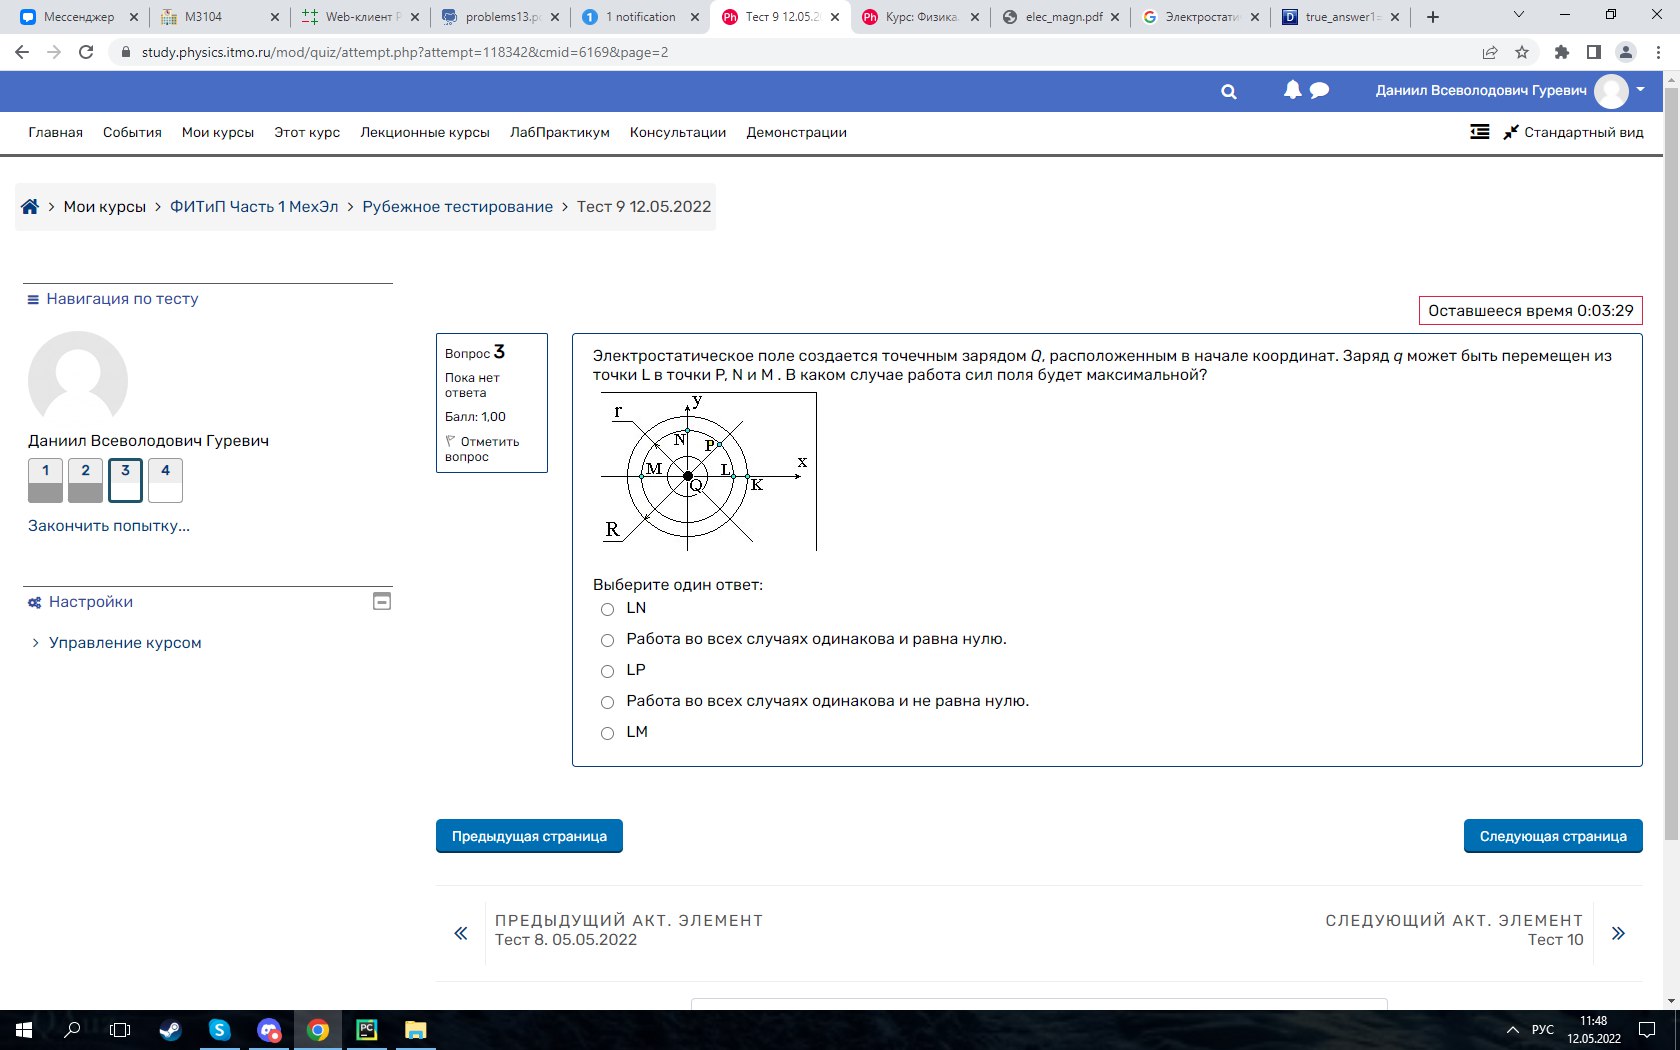 Мессенджер
М3104
Web-клиент
problems13.p
1 notification
Тест 9 12.05.2
Курс: Физика
elec_magn.pdf
Электростати
true_answer1=
study.physics.itmo.ru/mod/quiz/attempt.php?attempt=118342&cmid=6169&page=2
Даниил Всеволодович Гуревич
Главная События Мои курсы Этот курс Лекционные курсы ЛабПрактикум Консультации Демонстрации
Стандартный вид
Мои курсы > ФИТиП Часть 1 МехЭл > Рубежное тестирование > Тест 9 12.05.2022
Навигация по тесту
Даниил Всеволодович Гуревич
1 2 3 4
Закончить попытку...
Настройки
Управление курсом
Оставшееся время 0:03:29
Вопрос 3
Пока нет
ответа
Балл: 1,00
Отметить
вопрос
Электростатическое поле создается точечным зарядом Q, расположенным в начале координат. Заряд q может быть перемещен из
точки L в точки P, N и M . В каком случае работа сил поля будет максимальной?
y
r
N
P
x
M
L
Q
K
R
Выберите один ответ:
LN
Работа во всех случаях одинакова и равна нулю.
LP
Работа во всех случаях одинакова и не равна нулю.
LM
Предыдущая страница
Следующая страница
ПРЕДЫДУЩИЙ АКТ. ЭЛЕМЕНТ
Тест 8. 05.05.2022
СЛЕДУЮЩИЙ АКТ. ЭЛЕМЕНТ
Тест 10
РУС
11:48
12.05.2022